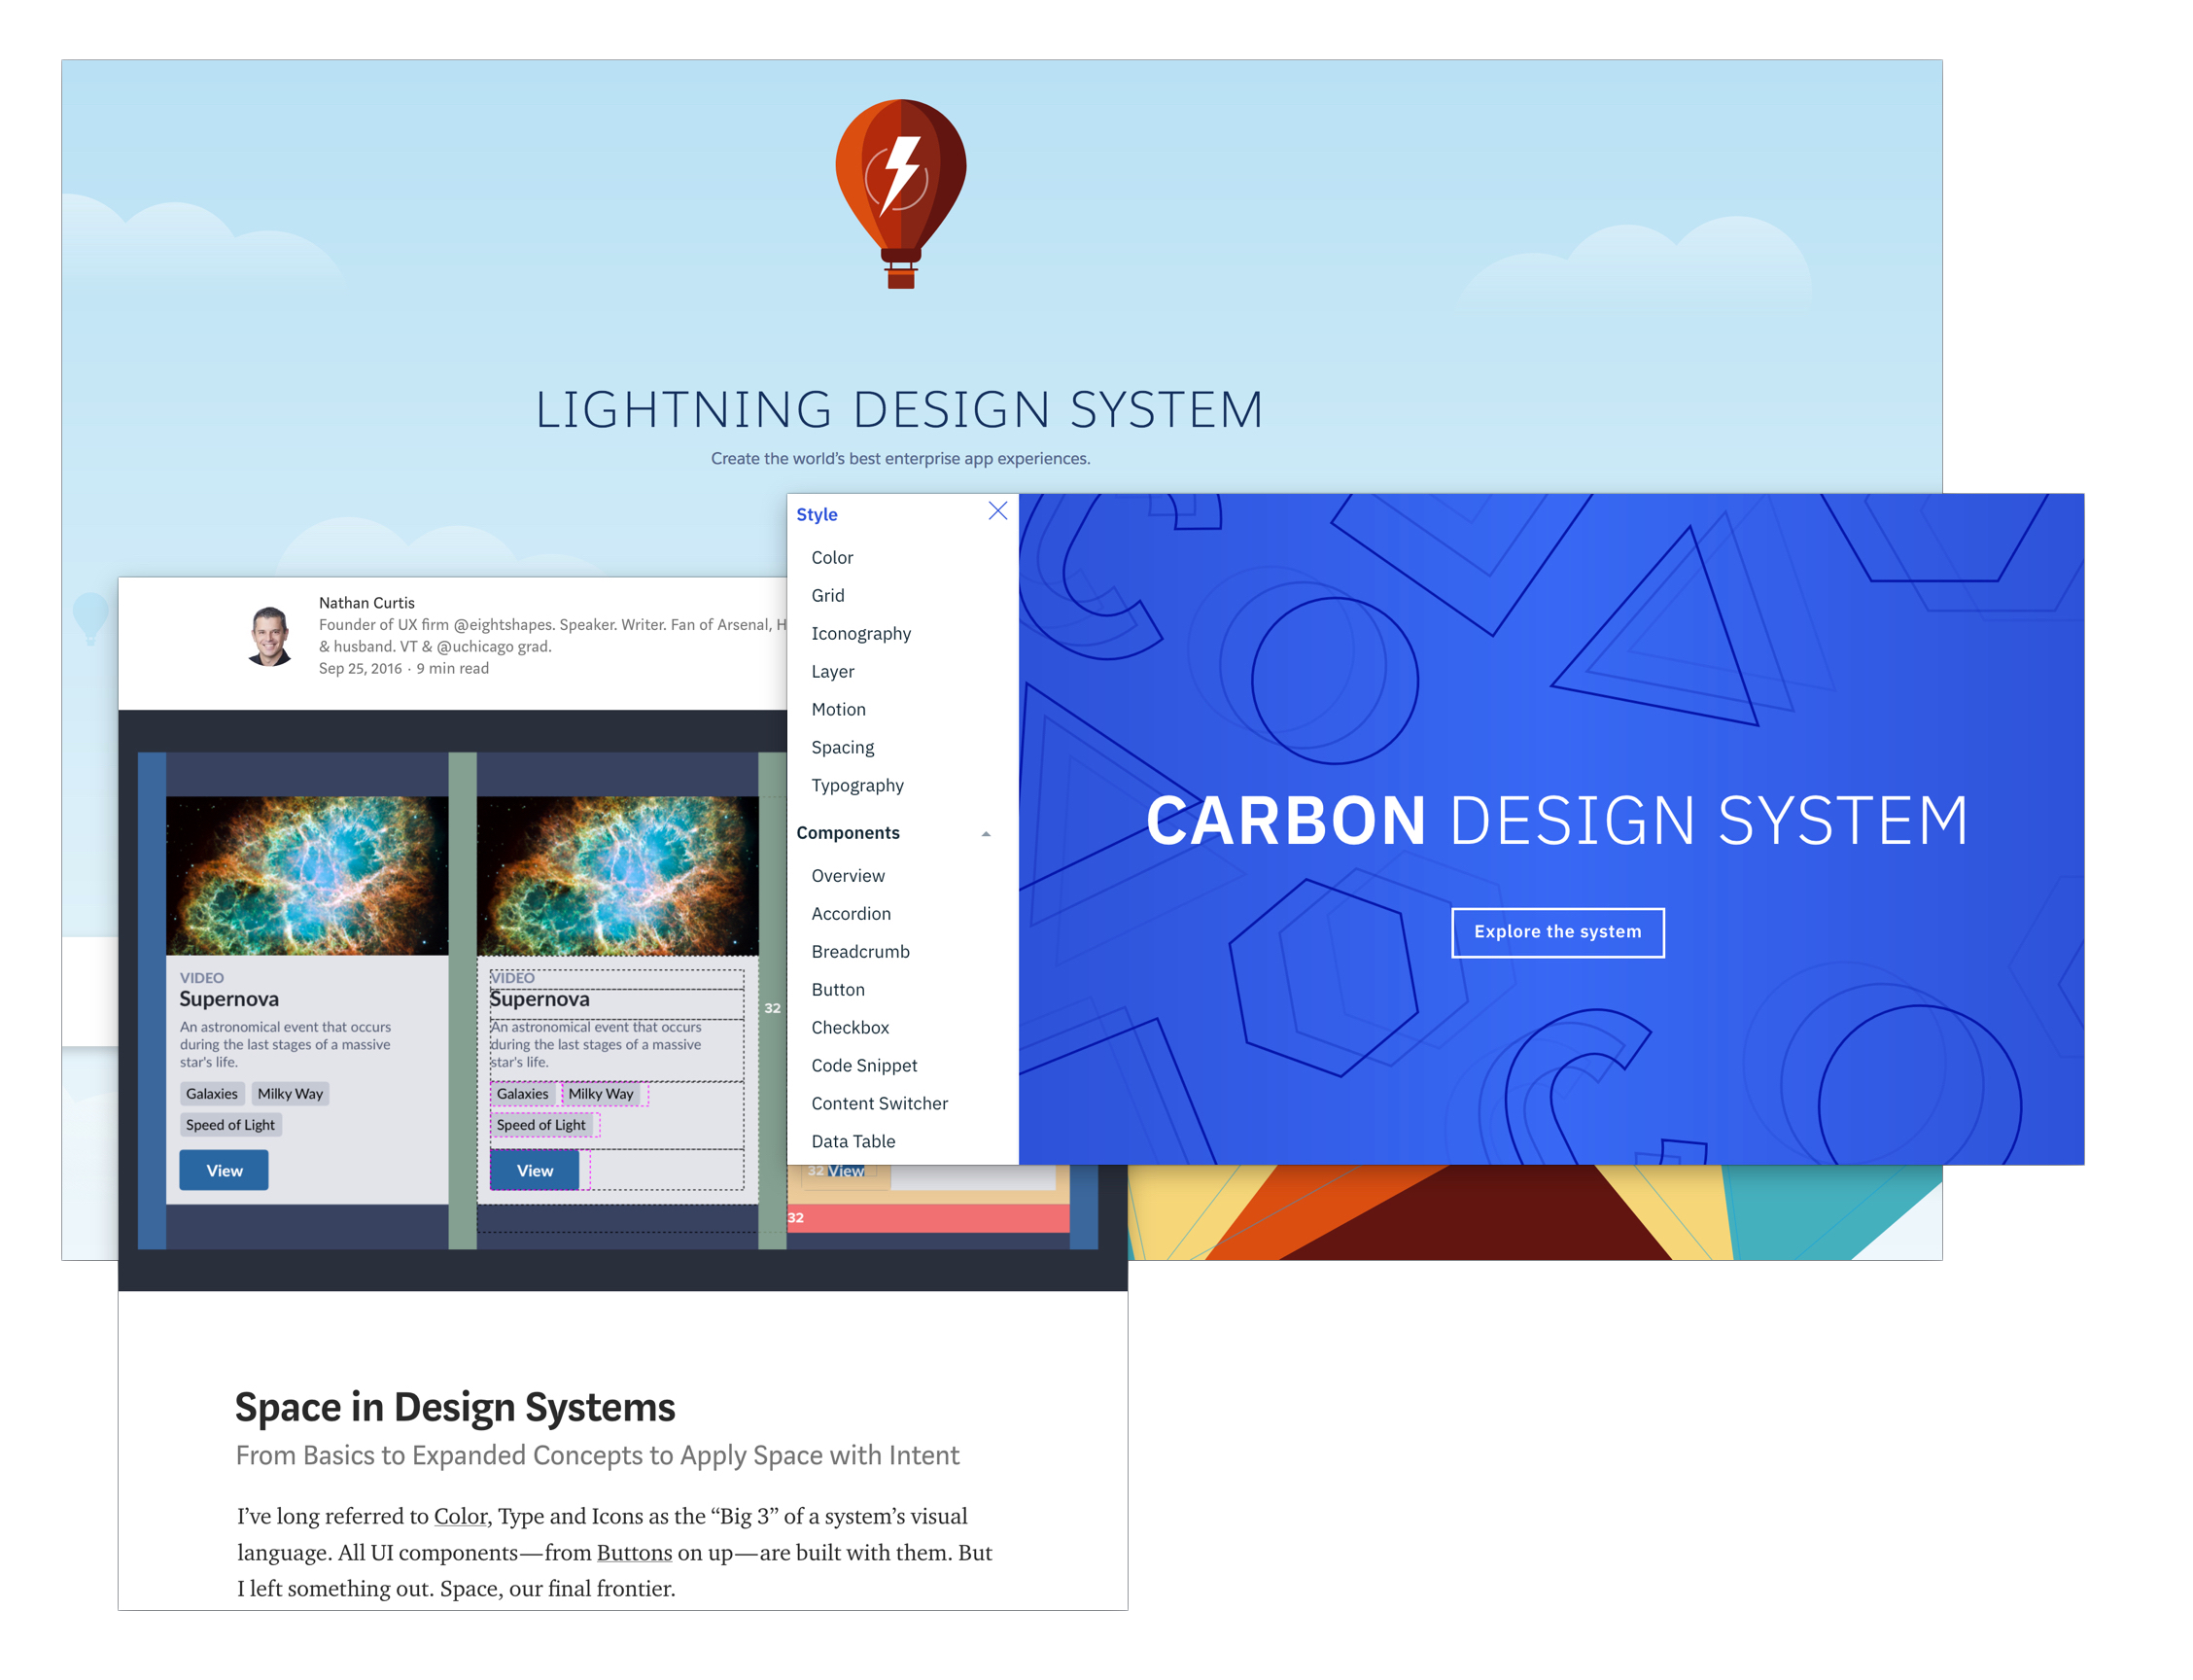 LIGHTNING DESIGN SYSTEM
Create the world’s best enterprise app experiences.
Nathan Curtis
Founder of UX firm @eightshapes. Speaker. Writer. Fan of Arsenal, H
& husband. VT & @uchicago grad.
Sep 25, 2016 · 9 min read
VIDEO
Supernova
An astronomical event that occurs
during the last stages of a massive
star's life.
Galaxies Milky Way
Speed of Light
View
VIDEO
Supernova
An astronomical event that occurs
during the last stages of a massive
star's life.
Galaxies Milky Way
Speed of Light
View
32
32 View
32
Space in Design Systems
From Basics to Expanded Concepts to Apply Space with Intent
I’ve long referred to Color, Type and Icons as the “Big 3” of a system’s visual
language. All UI components—from Buttons on up—are built with them. But
I left something out. Space, our final frontier.
Style
Color
Grid
Iconography
Layer
Motion
Spacing
Typography
Components
Overview
Accordion
Breadcrumb
Button
Checkbox
Code Snippet
Content Switcher
Data Table
CARBON DESIGN SYSTEM
Explore the system